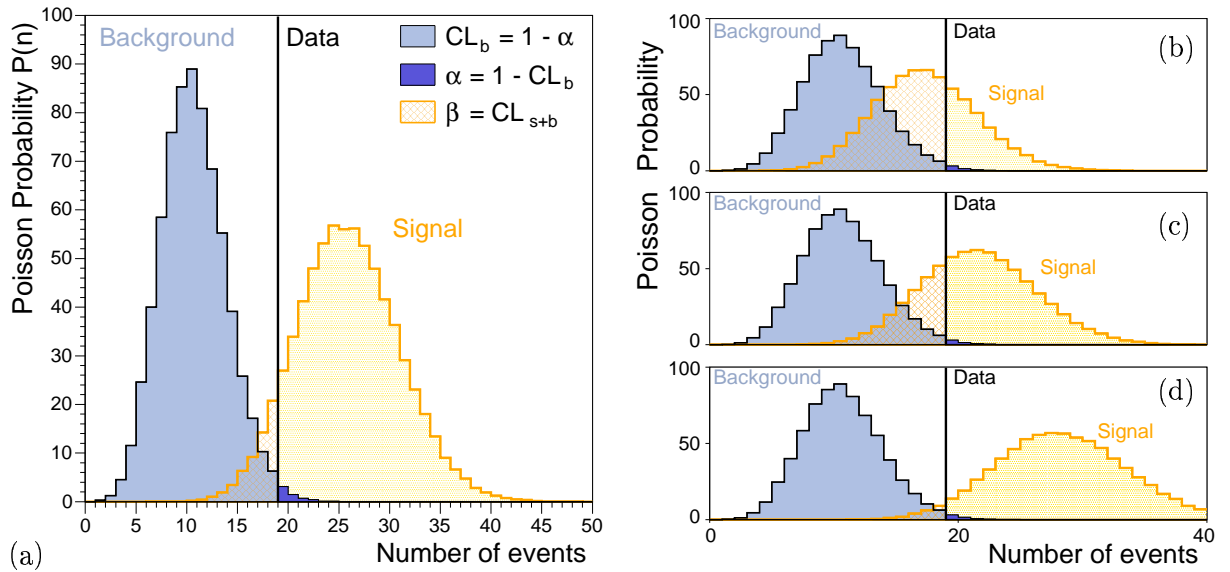 Poisson Probability P(n)
100
90
80
70
60
50
40
30
20
10
0
Background
Data
CL_b = 1 - α
α = 1 - CL_b
β = CL_s+b
Signal
0 5 10 15 20 25 30 35 40 45 50
Number of events
(a)
Poisson Probability
100
50
0
Background
Data
(b)
Signal
100
50
0
Background
Data
(c)
Signal
100
50
0
Background
Data
(d)
Signal
0 20 40
Number of events